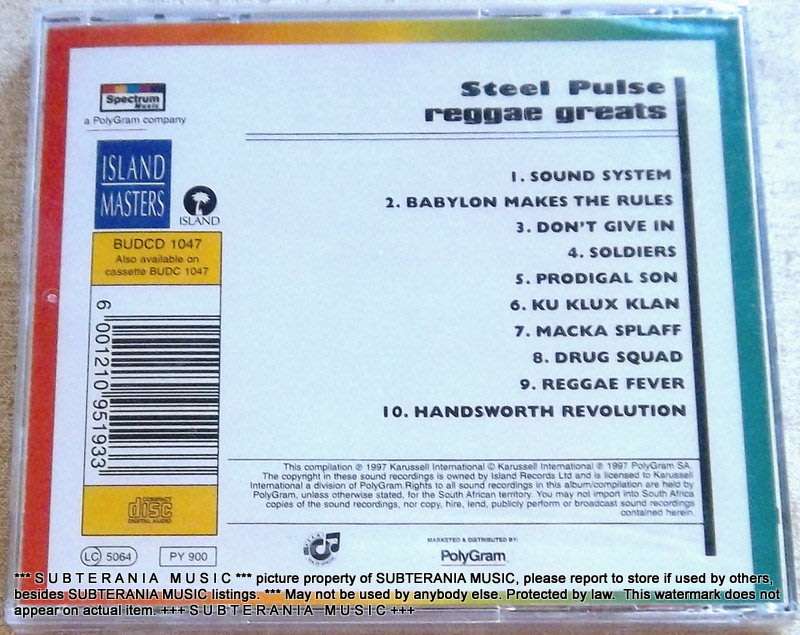 Spectrum
Music
a PolyGram company
ISLAND
MASTERS
ISLAND
BUDCD 1047
Also available on
cassette BUDC 1047
6 001210 951933
COMPACT
disc
DIGITAL AUDIO
LC 5064
PY 900
Steel Pulse
reggae greats
1. SOUND SYSTEM
2. BABYLON MAKES THE RULES
3. DON'T GIVE IN
4. SOLDIERS
5. PRODIGAL SON
6. KU KLUX KLAN
7. MACKA SPLAFF
8. DRUG SQUAD
9. REGGAE FEVER
10. HANDSWORTH REVOLUTION
This compilation ℗ 1997 Karussell International © Karussell International ℗ 1997 PolyGram SA.
The copyright in these sound recordings is owned by Island Records Ltd and is licensed to Karussell
International a division of PolyGram.Rights to all sound recordings in this album/compilation are held by
PolyGram, unless otherwise stated, for the South African territory. You may not import into South Africa
copies of the sound recordings, nor copy, hire, lend, publicly perform or broadcast sound recordings
contained herein.
MARKETED & DISTRIBUTED BY:
PolyGram
*** S U B T E R A N I A M U S I C *** picture property of SUBTERANIA MUSIC, please report to store if used by others,
besides SUBTERANIA MUSIC listings. *** May not be used by anybody else. Protected by law. This watermark does not
appear on actual item. +++ S U B T E R A N I A M U S I C +++